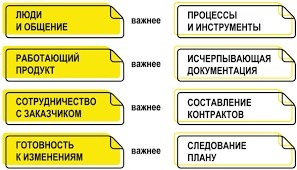 ЛЮДИ
И ОБЩЕНИЕ
важнее
ПРОЦЕССЫ
И ИНСТРУМЕНТЫ
РАБОТАЮЩИЙ
ПРОДУКТ
важнее
ИСЧЕРПЫВАЮЩАЯ
ДОКУМЕНТАЦИЯ
СОТРУДНИЧЕСТВО
С ЗАКАЗЧИКОМ
важнее
СОСТАВЛЕНИЕ
КОНТРАКТОВ
ГОТОВНОСТЬ
К ИЗМЕНЕНИЯМ
важнее
СЛЕДОВАНИЕ
ПЛАНУ